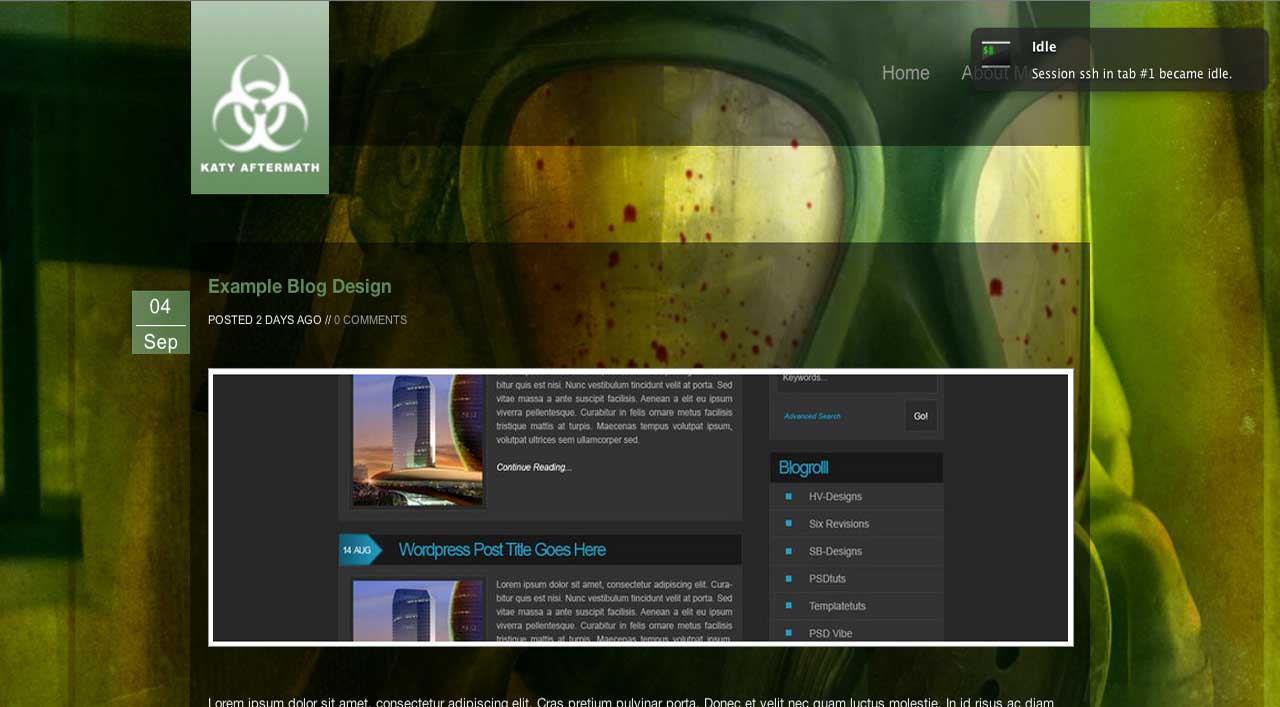 KATY AFTERMATH
Home
About M
$
Idle
Session ssh in tab #1 became idle.
04
Sep
Example Blog Design
POSTED 2 DAYS AGO // 0 COMMENTS
bitur quis est nisi. Nunc vestibulum tincidunt velit at porta. Sed
vitae massa a ante suscipit facilisis. Aenean a elit eu ipsum
viverra pellentesque. Curabitur in felis ornare metus facilisis
tristique mattis at turpis. Maecenas tempus volutpat ipsum,
volutpat ultrices sem ullamcorper sed.
Continue Reading...
14 AUG
Wordpress Post Title Goes Here
Lorem ipsum dolor sit amet, consectetur adipiscing elit. Cura-
bitur quis est nisi. Nunc vestibulum tincidunt velit at porta. Sed
vitae massa a ante suscipit facilisis. Aenean a elit eu ipsum
viverra pellentesque. Curabitur in felis ornare metus facilisis
tristique mattis at turpis. Maecenas tempus volutpat ipsum,
Keywords...
Advanced Search
Go!
Blogrolll
HV-Designs
Six Revisions
SB-Designs
PSDtuts
Templatetuts
PSD Vibe
Lorem ipsum dolor sit amet, consectetur adipiscing elit. Cras pretium pulvinar porta. Donec et velit nec quam luctus molestie. In id risus ac diam